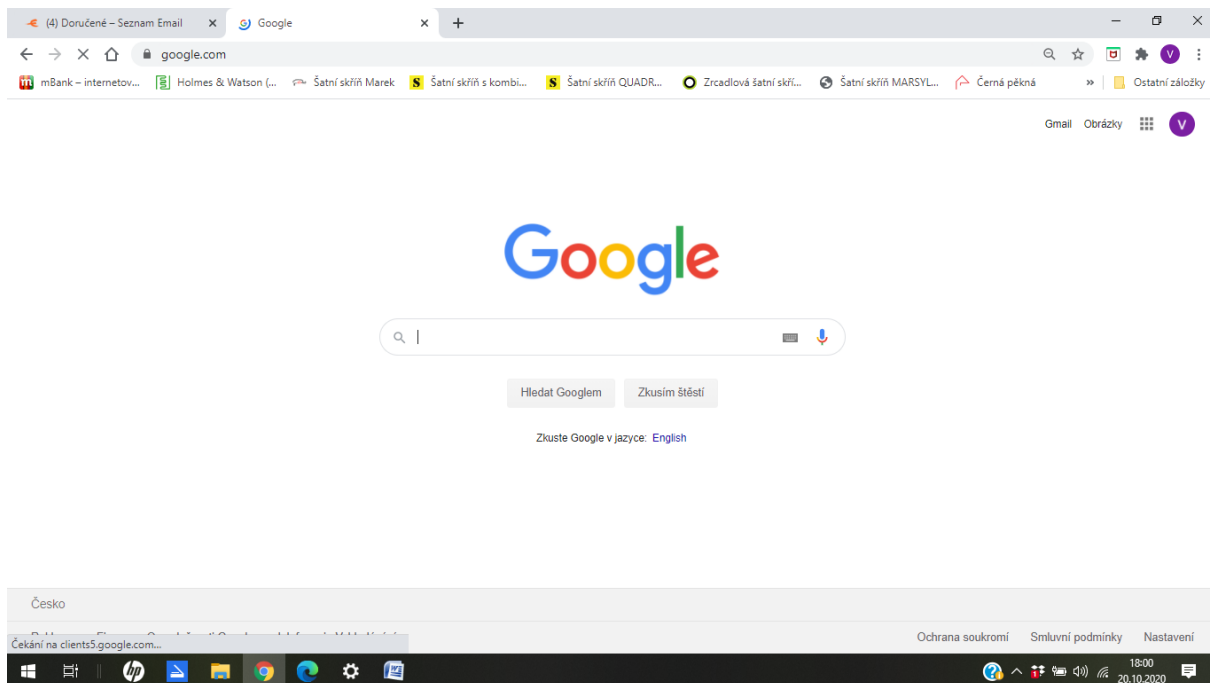 (4) Doručené – Seznam Email
Google
google.com
mBank – internetov...
Holmes & Watson (...
Šatní skříň Marek
Šatní skříň s kombi...
Šatní skříň QUADR...
Zrcadlová šatní skří...
Šatní skříň MARSYL...
Černá pěkná
»
Ostatní záložky
V
Gmail Obrázky
V
Google
Hledat Googlem
Zkusím štěstí
Zkuste Google v jazyce: English
Česko
Ochrana soukromí Smluvní podmínky Nastavení
Čekání na clients5.google.com...
18:00
20.10.2020